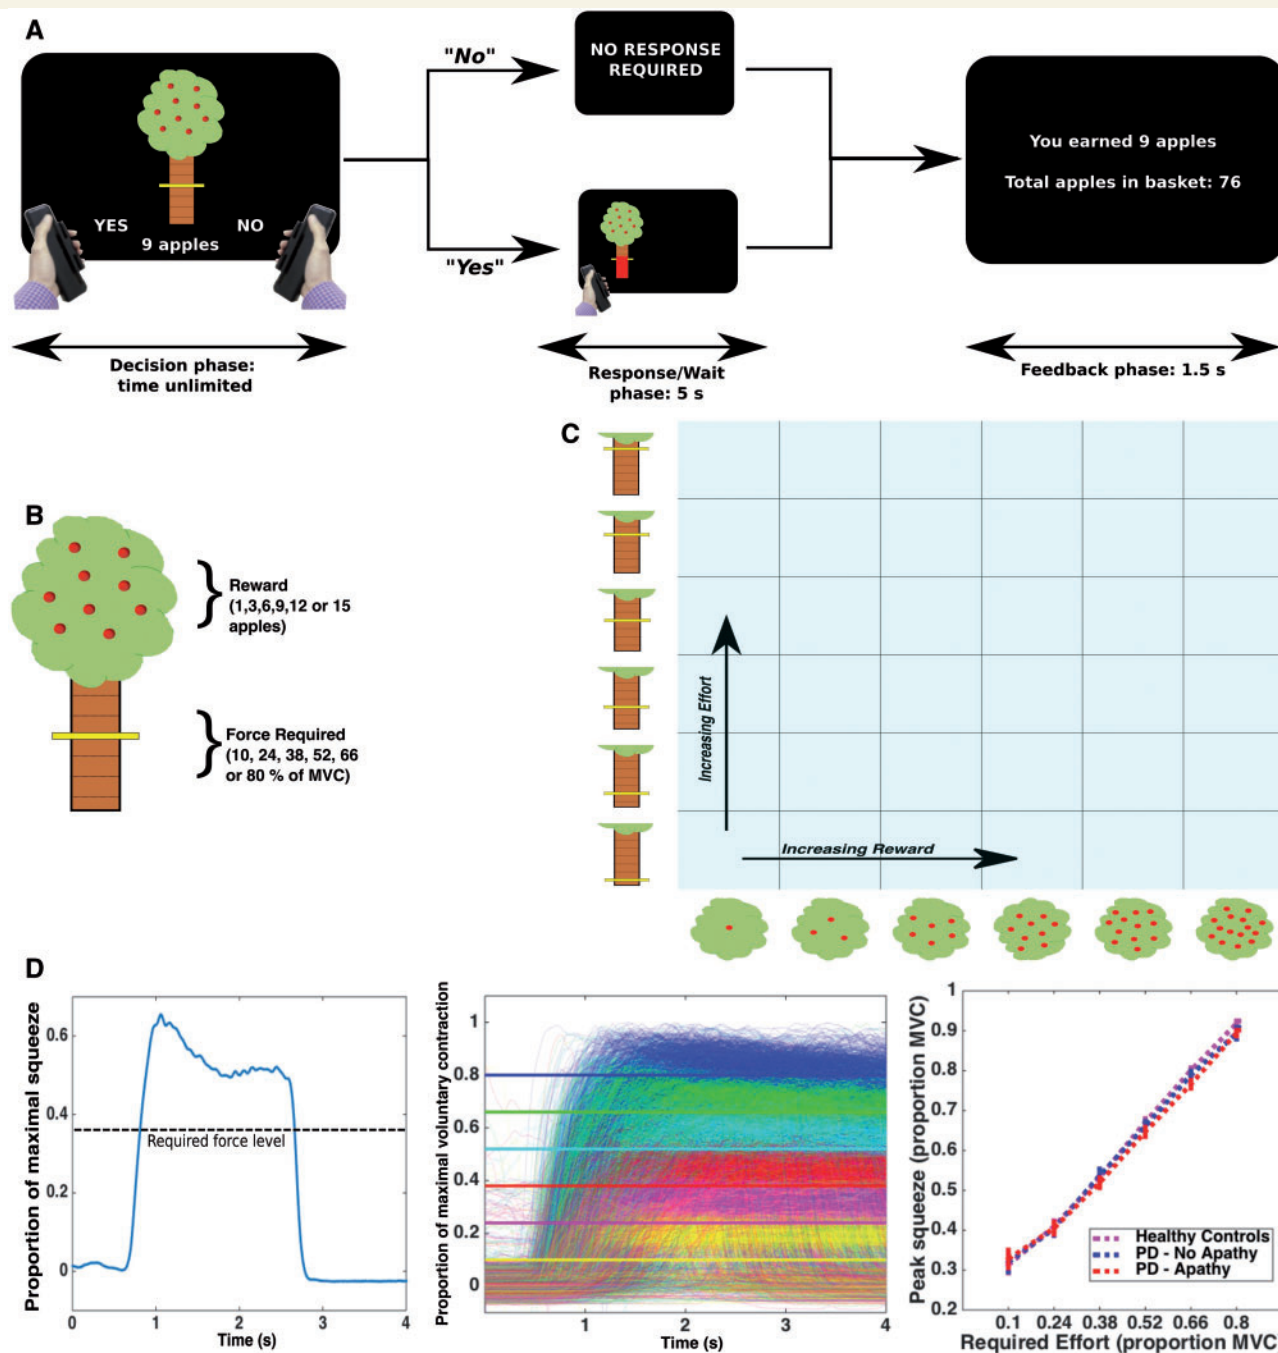 A
YES
NO
9 apples
"No"
"Yes"
NO RESPONSE
REQUIRED
You earned 9 apples
Total apples in basket: 76
Decision phase:
time unlimited
Response/Wait
phase: 5 s
Feedback phase: 1.5 s
B
Reward
(1,3,6,9,12 or 15
apples)
Force Required
(10, 24, 38, 52, 66
or 80 % of MVC)
C
Increasing Effort
Increasing Reward
D
Proportion of maximal squeeze
0.6
0.4
0.2
0
Required force level
0 1 2 3 4
Time (s)
Proportion of maximal voluntary contraction
1
0.8
0.6
0.4
0.2
0
0 1 2 3 4
Time (s)
Peak squeeze (proportion MVC)
1
0.9
0.8
0.7
0.6
0.5
0.4
0.3
0.2
Healthy Controls
PD - No Apathy
PD - Apathy
0.1 0.24 0.38 0.52 0.66 0.8
Required Effort (proportion MVC